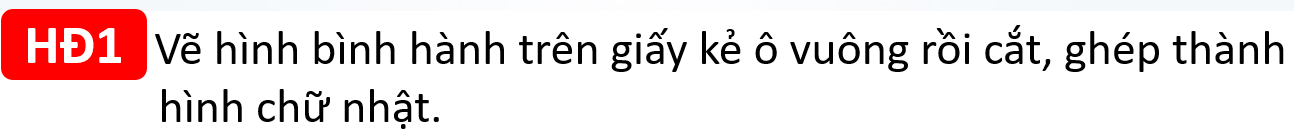 HĐ1 Vẽ hình bình hành trên giấy kẻ ô vuông rồi cắt, ghép thành
hình chữ nhật.